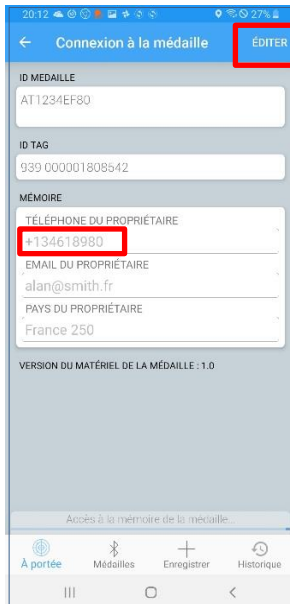 20:12 27%
Connexion à la médaille ÉDITER
ID MEDAILLE
AT1234EF80
ID TAG
939 000001808642
MÉMOIRE
TÉLÉPHONE DU PROPRIÉTAIRE
+134618980
EMAIL DU PROPRIÉTAIRE
alan@smith.fr
PAYS DU PROPRIÉTAIRE
France 250
VERSION DU MATÉRIEL DE LA MÉDAILLE : 1.0
Accès à la mémoire de la médaille...
À portée Médailles Enregistrer Historique